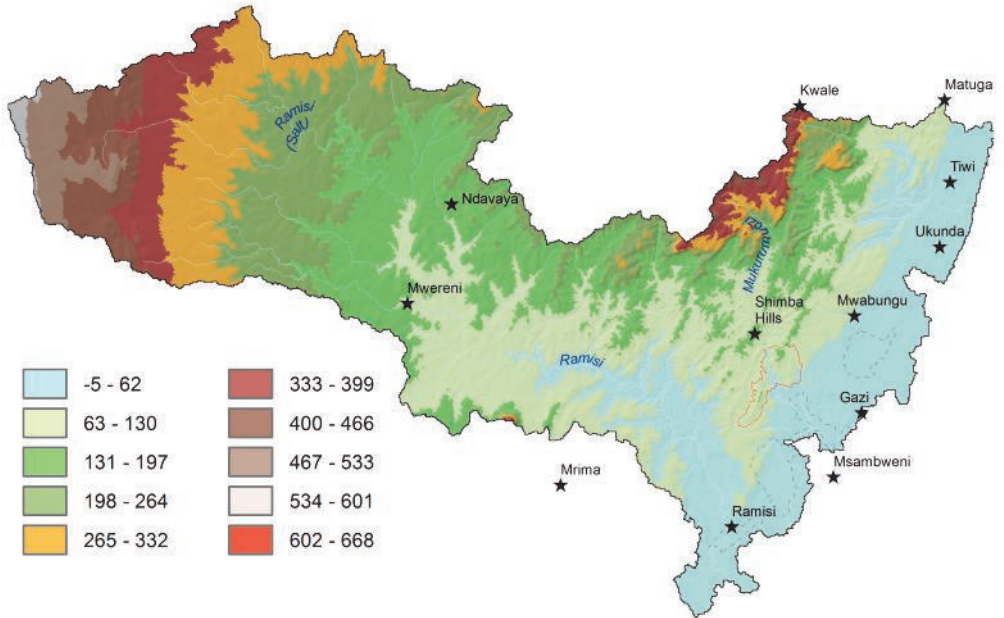 Kwale
Matuga
Ramisi
(Salt)
Tiwi
Ndavaya
Ukunda
Mukurumudzi
Mwereni
Shimba
Hills
Mwabungu
Ramisi
-5 - 62
333 - 399
63 - 130
400 - 466
Gazi
131 - 197
467 - 533
Msambweni
Mrima
198 - 264
534 - 601
Ramisi
265 - 332
602 - 668